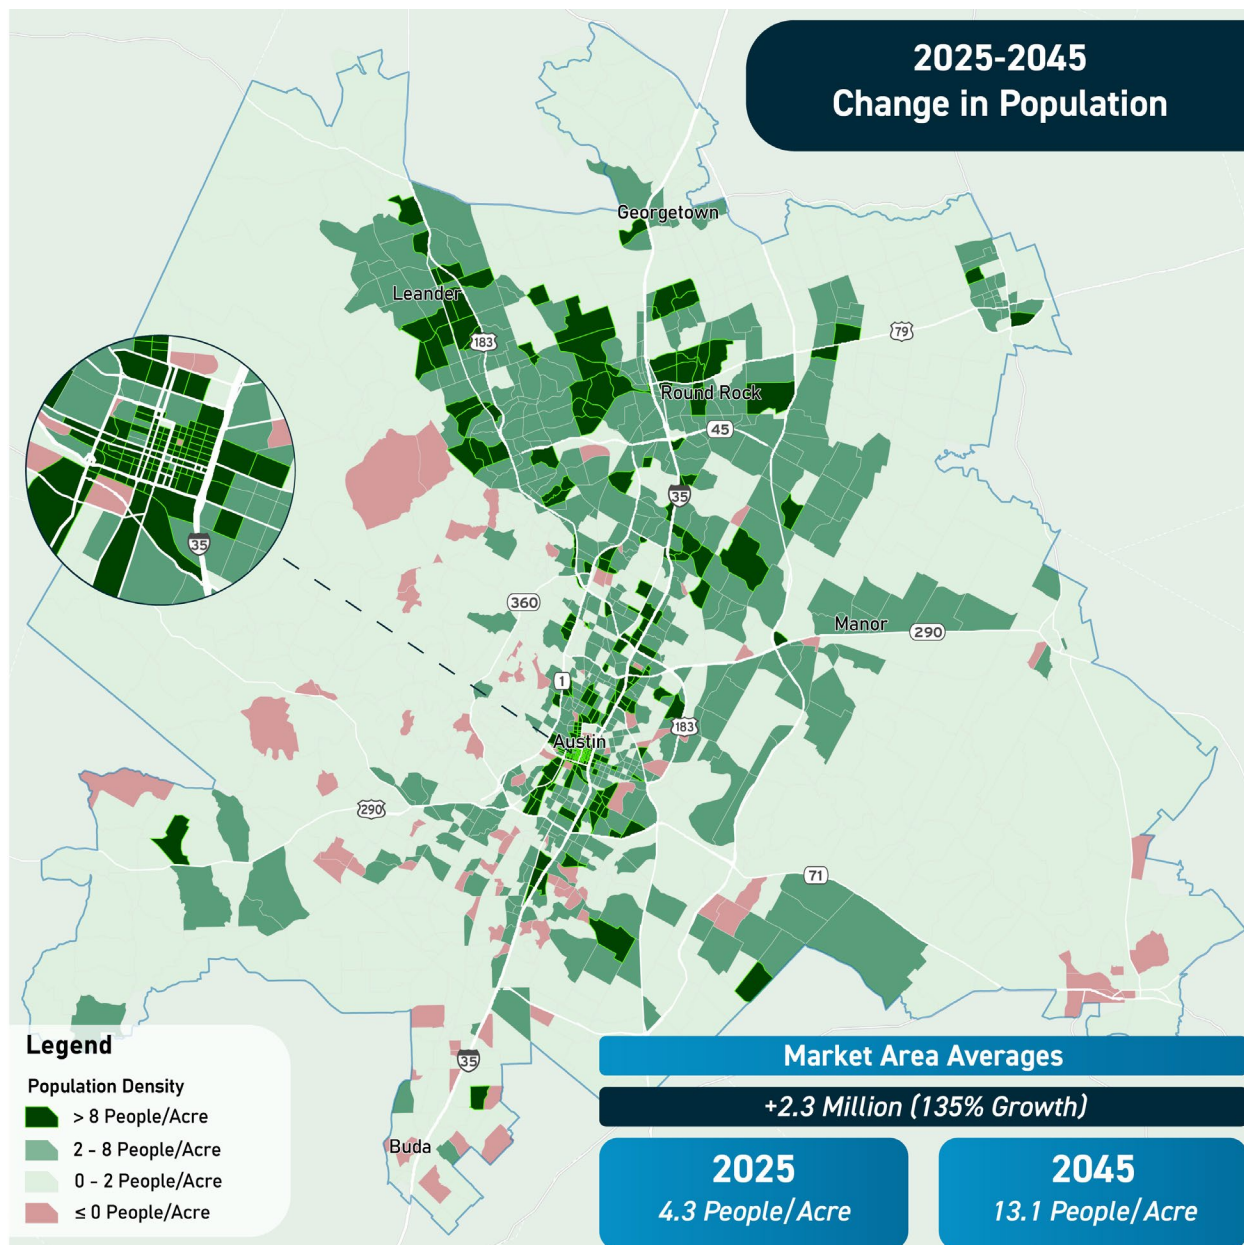 2025-2045
Change in Population
Georgetown
Leander
183
79
Round Rock
45
35
35
360
Manor
290
1
183
Austin
290
71
35
Buda
Legend
Population Density
> 8 People/Acre
2 - 8 People/Acre
0 - 2 People/Acre
≤ 0 People/Acre
Market Area Averages
+2.3 Million (135% Growth)
2025
4.3 People/Acre
2045
13.1 People/Acre